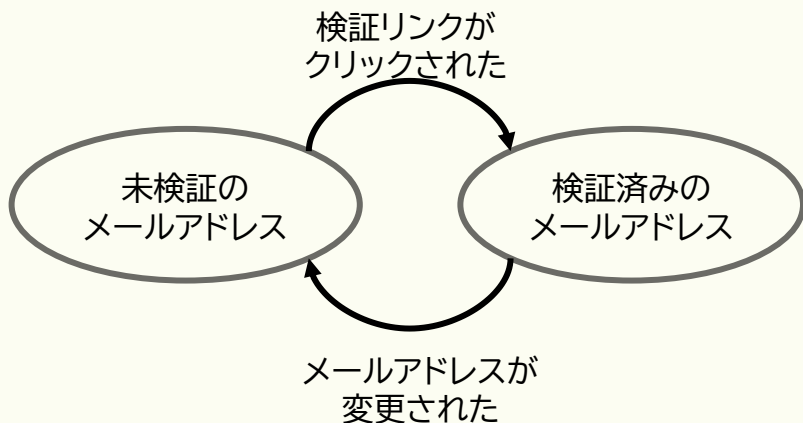 検証リンクが
クリックされた
未検証の
メールアドレス
検証済みの
メールアドレス
メールアドレスが
変更された